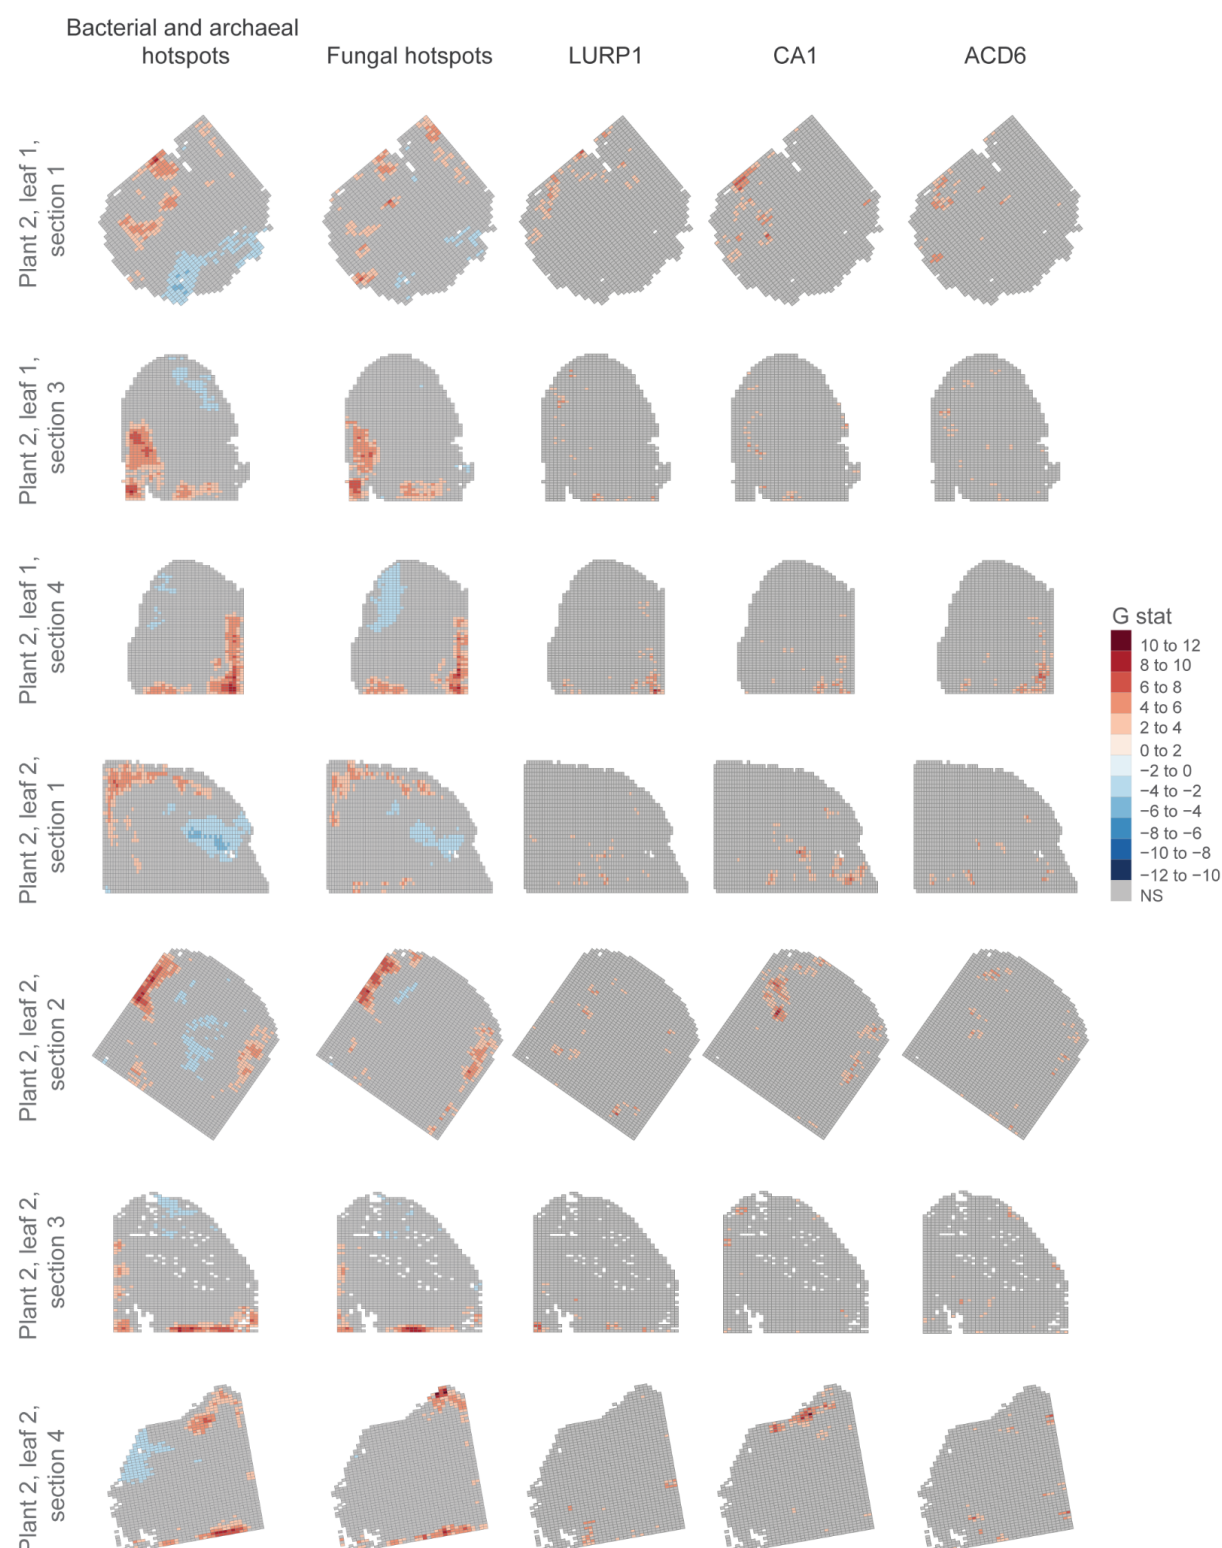 Bacterial and archaeal
hotspots
Fungal hotspots
LURP1
CA1
ACD6
Plant 2, leaf 1,
section 1
Plant 2, leaf 1,
section 3
Plant 2, leaf 1,
section 4
Plant 2, leaf 2,
section 1
Plant 2, leaf 2,
section 2
Plant 2, leaf 2,
section 3
Plant 2, leaf 2,
section 4
G stat
10 to 12
8 to 10
6 to 8
4 to 6
2 to 4
0 to 2
−2 to 0
−4 to −2
−6 to −4
−8 to −6
−10 to −8
−12 to −10
NS